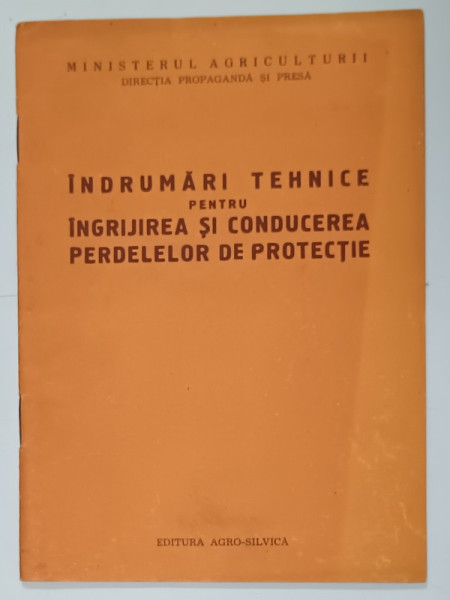 MINISTERUL AGRICULTURII
DIRECȚIA PROPAGANDĂ ȘI PRESĂ
ÎNDRUMĂRI TEHNICE
PENTRU
ÎNGRIJIREA ȘI CONDUCEREA
PERDELELOR DE PROTECȚIE
EDITURA AGRO-SILVICĂ